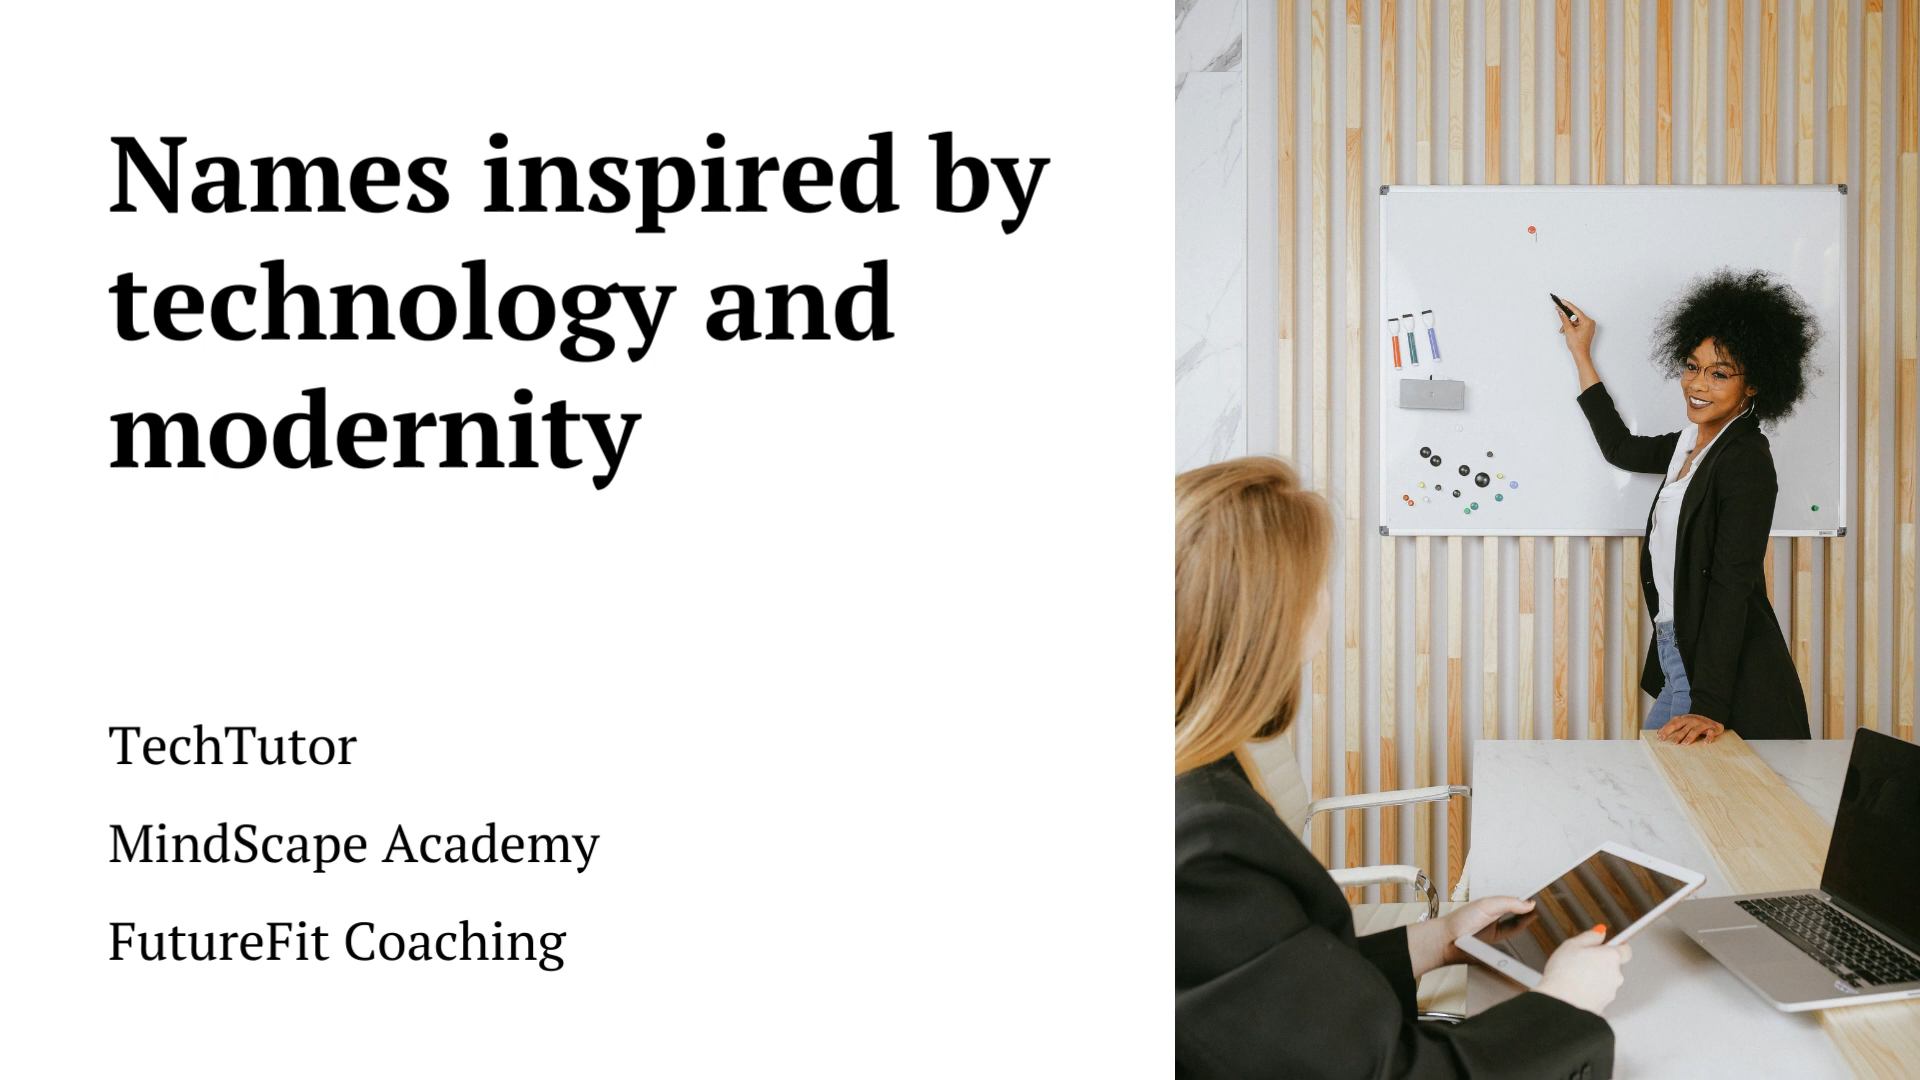 Names inspired by
technology and
modernity
TechTutor
MindScape Academy
FutureFit Coaching